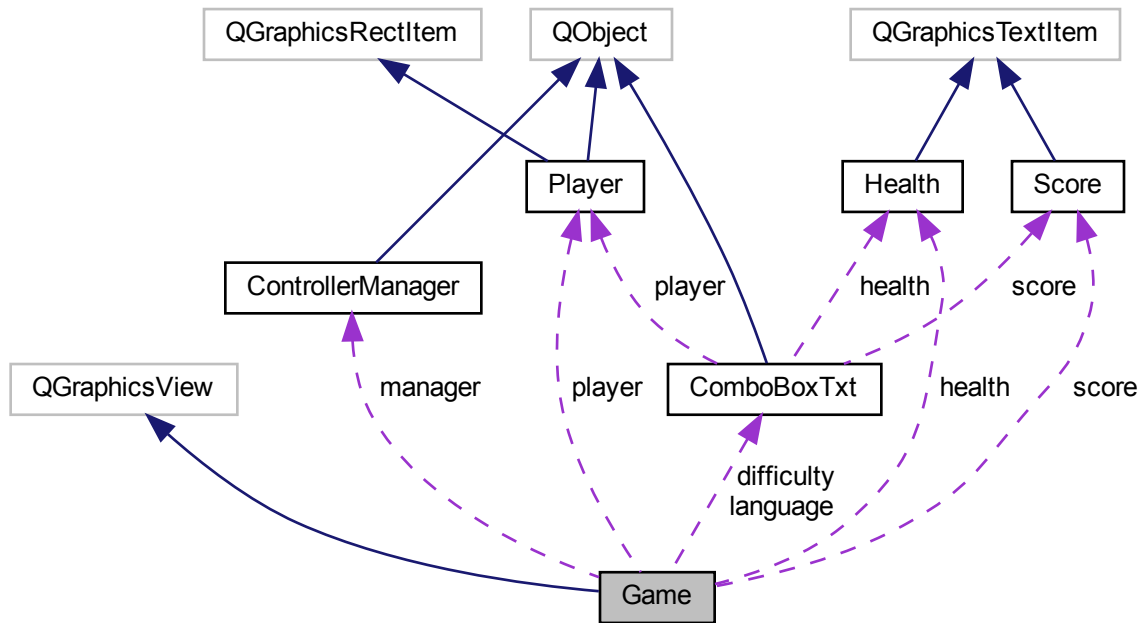 QGraphicsRectItem
QObject
QGraphicsTextItem
Player
Health
Score
ControllerManager
player
health
score
QGraphicsView
manager
player
ComboBoxTxt
health
score
difficulty
language
Game